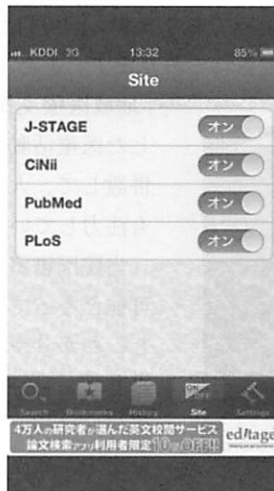 KDDI 3G 13:32 85%
Site
J-STAGE オン
CiNii オン
PubMed オン
PLoS オン
Search Bookmarks History Site Settings
4万人の研究者が選んだ英文校閲サービス
論文検索アプリ利用者限定10%OFF!!
editage